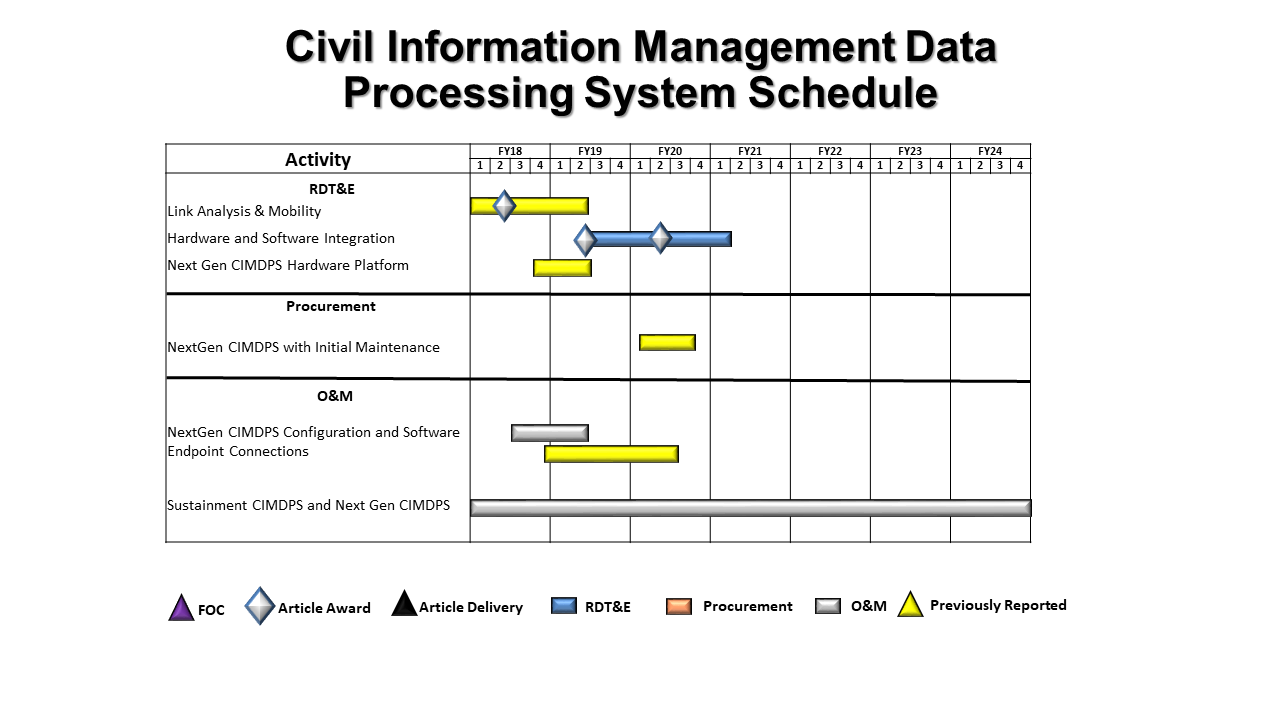 Civil Information Management Data
Processing System Schedule
Activity
FY18 FY19 FY20 FY21 FY22 FY23 FY24
1 2 3 4 1 2 3 4 1 2 3 4 1 2 3 4 1 2 3 4 1 2 3 4 1 2 3 4
RDT&E
Link Analysis & Mobility
Hardware and Software Integration
Next Gen CIMDPS Hardware Platform
Procurement
NextGen CIMDPS with Initial Maintenance
O&M
NextGen CIMDPS Configuration and Software
Endpoint Connections
Sustainment CIMDPS and Next Gen CIMDPS
FOC Article Award Article Delivery RDT&E Procurement O&M Previously Reported